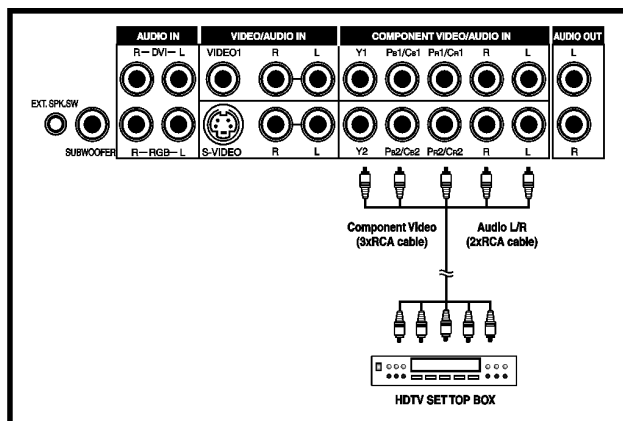 AUDIO IN VIDEO/AUDIO IN COMPONENT VIDEO/AUDIO IN AUDIO OUT
R– DVI– L VIDEO1 R L Y1 PB1/CB1 PR1/CR1 R L L
EXT. SPK.SW
SUBWOOFER R–RGB–L S-VIDEO R L Y2 PB2/CB2 PR2/CR2 R L R
Component Video Audio L/R
(3xRCA cable) (2xRCA cable)
HDTV SET TOP BOX